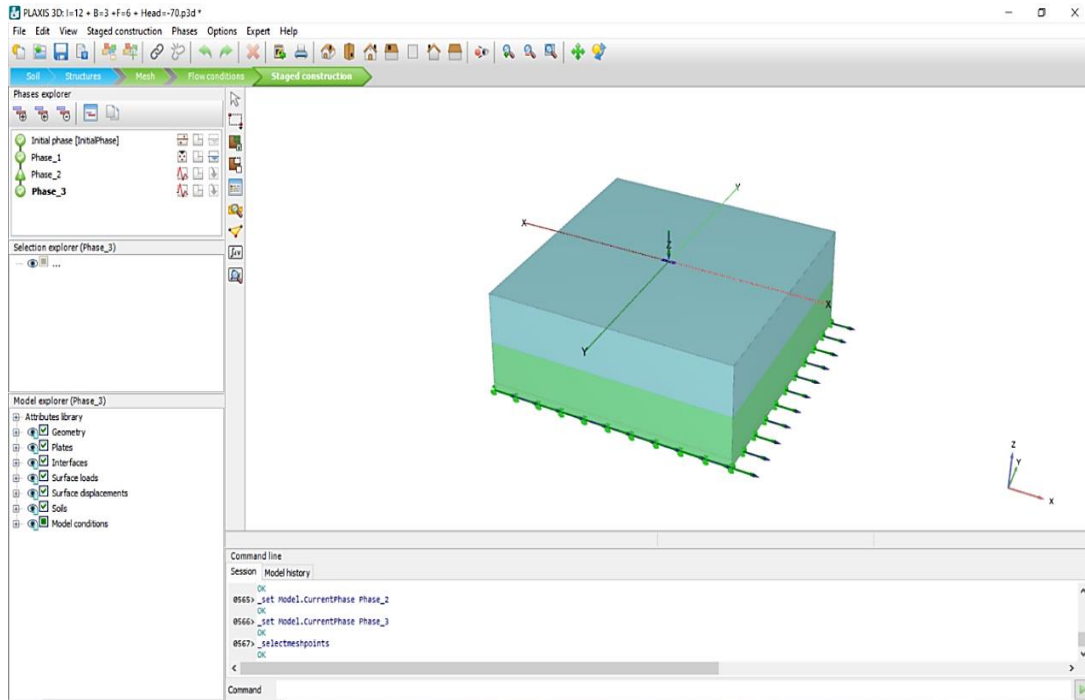 PLAXIS 3D: I=12 + B=3 +F=6 + Head=-70.p3d *
File Edit View Staged construction Phases Options Expert Help
Soil Structures Mesh Flow conditions Staged construction
Phases explorer
Initial phase [InitialPhase]
Phase_1
Phase_2
Phase_3
Selection explorer (Phase_3)
...
Model explorer (Phase_3)
Attributes library
Geometry
Plates
Interfaces
Surface loads
Surface displacements
Soils
Model conditions
Y
X
Z
X
Y
Z
Y
X
Command line
Session Model history
OK
0565> _set Model.CurrentPhase Phase_2
OK
0566> _set Model.CurrentPhase Phase_3
OK
0567> _selectmeshpoints
OK
Command